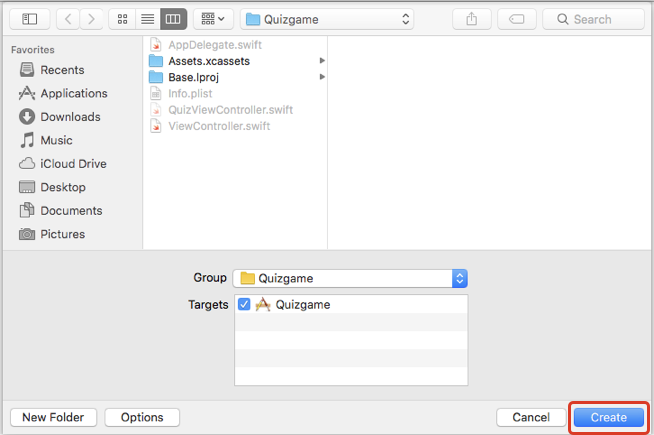 Quizgame
Search
Favorites
Recents
Applications
Downloads
Music
iCloud Drive
Desktop
Documents
Pictures
AppDelegate.swift
Assets.xcassets
Base.lproj
Info.plist
QuizViewController.swift
ViewController.swift
Group
Quizgame
Targets
Quizgame
New Folder
Options
Cancel
Create